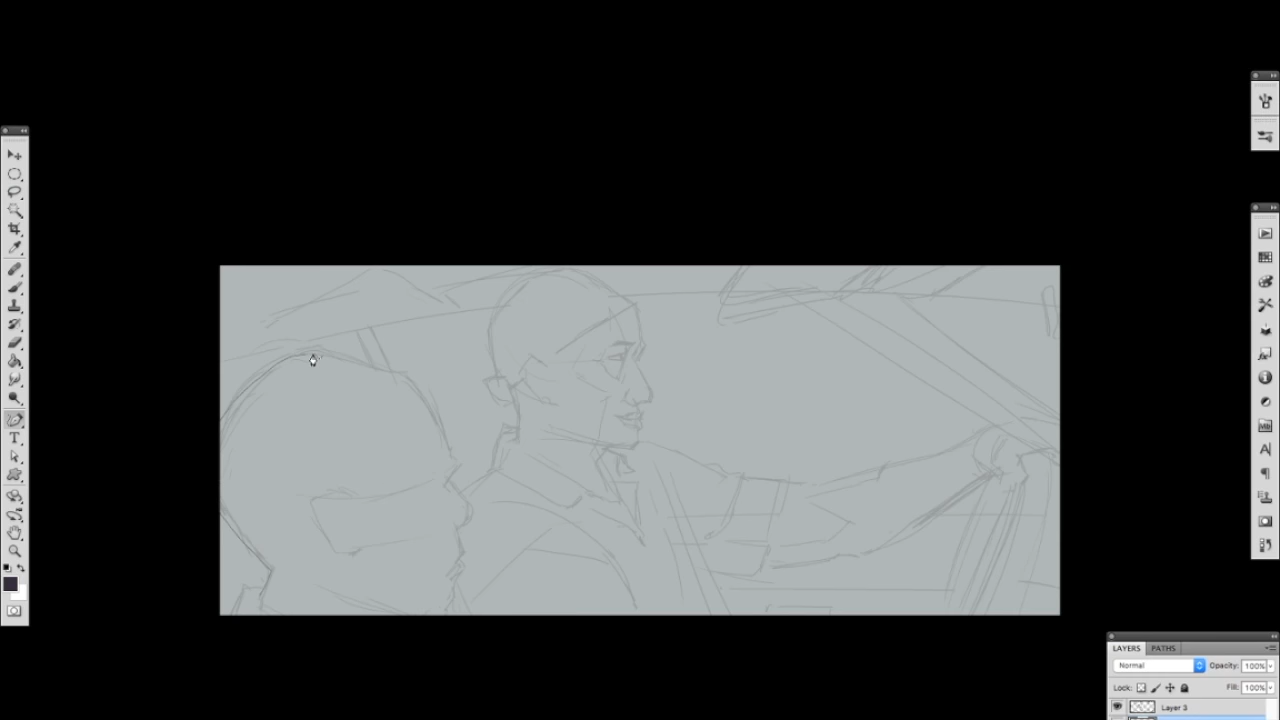 LAYERS PATHS
Normal Opacity: 100%
Lock: Fill: 100%
Layer 3